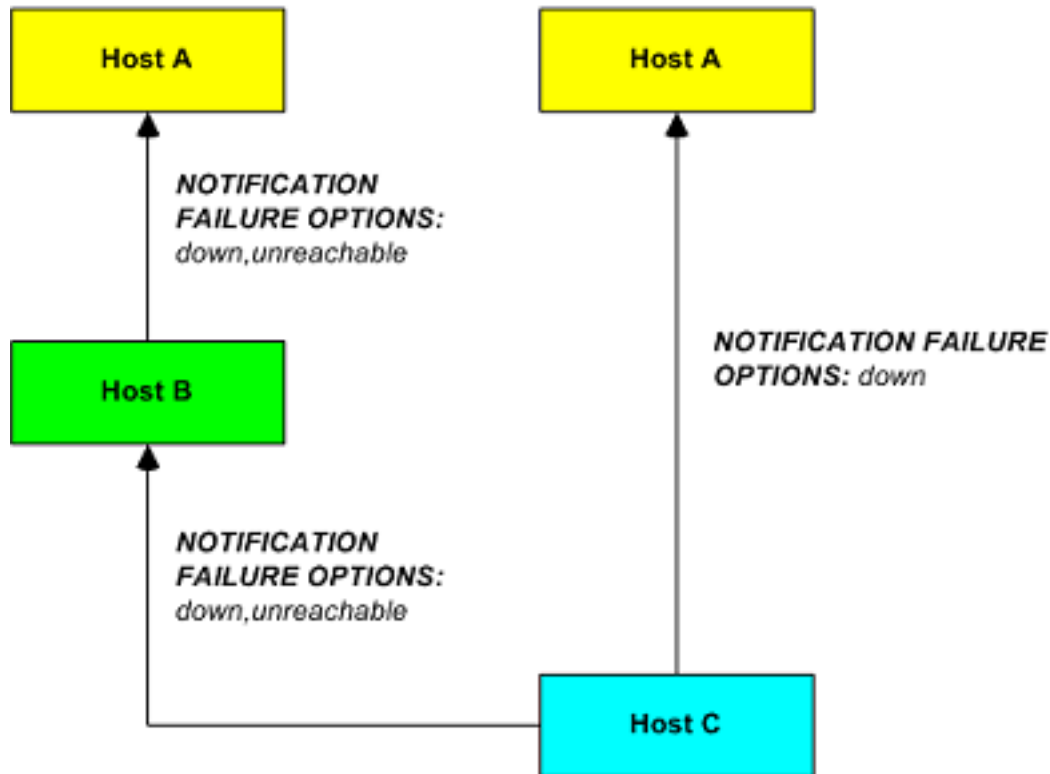 Host A
Host A
NOTIFICATION
FAILURE OPTIONS:
down,unreachable
NOTIFICATION FAILURE
OPTIONS: down
Host B
NOTIFICATION
FAILURE OPTIONS:
down,unreachable
Host C